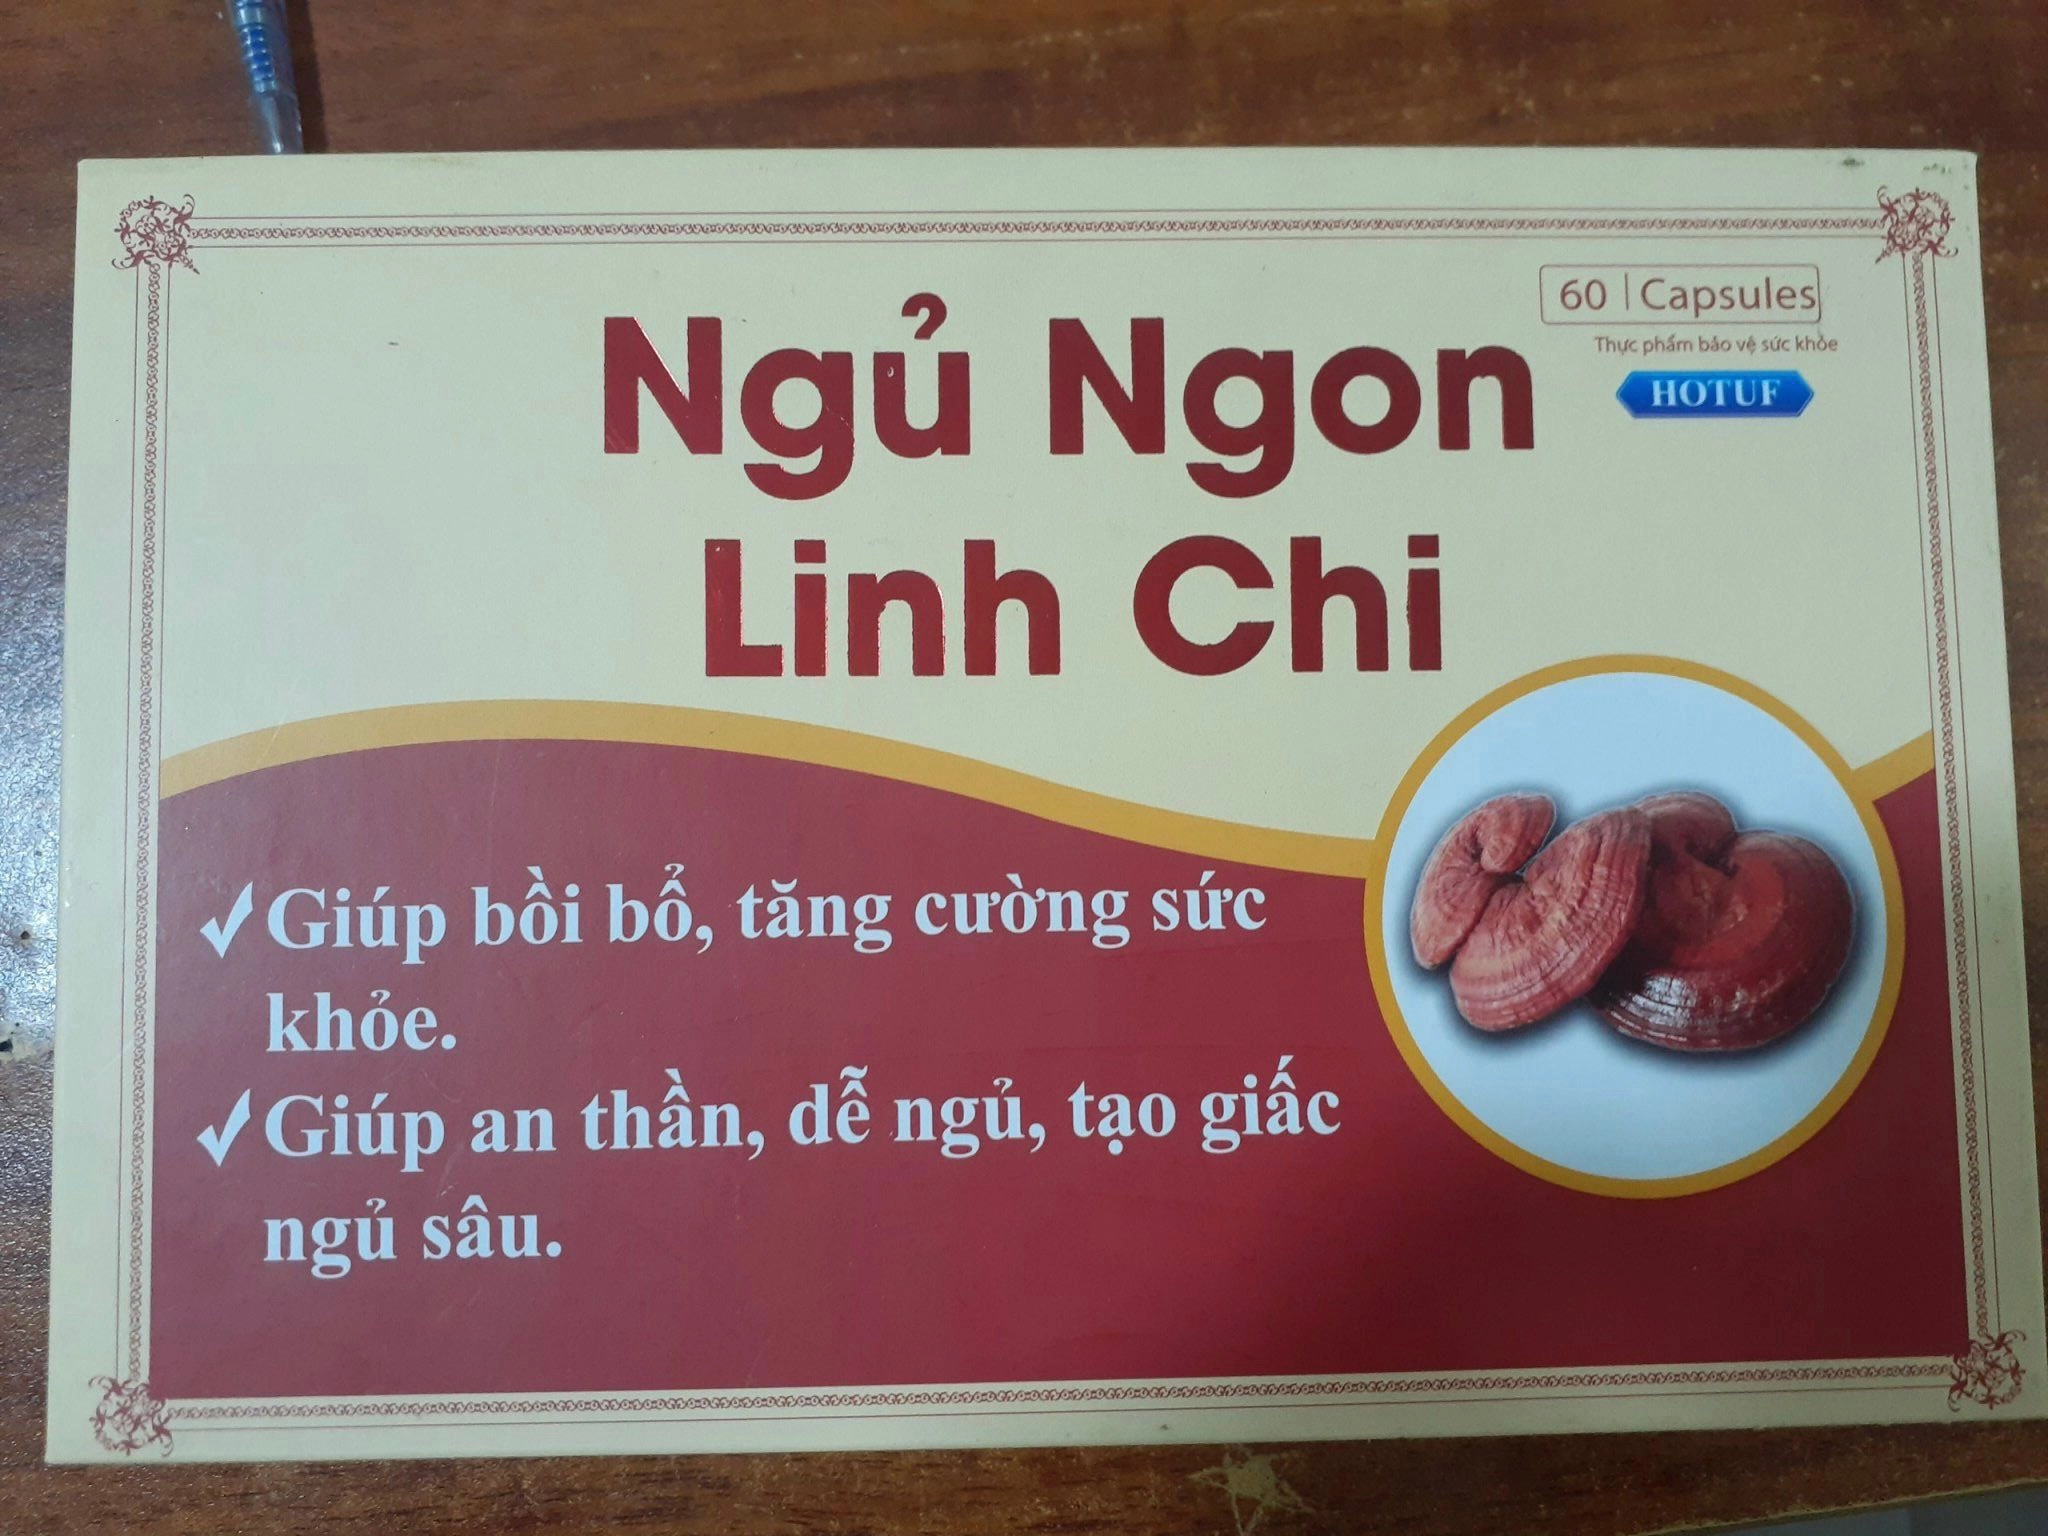 60 | Capsules
Thực phẩm bảo vệ sức khỏe
HOTUF
Ngủ Ngon
Linh Chi
✓Giúp bồi bổ, tăng cường sức
khỏe.
✓Giúp an thần, dễ ngủ, tạo giấc
ngủ sâu.